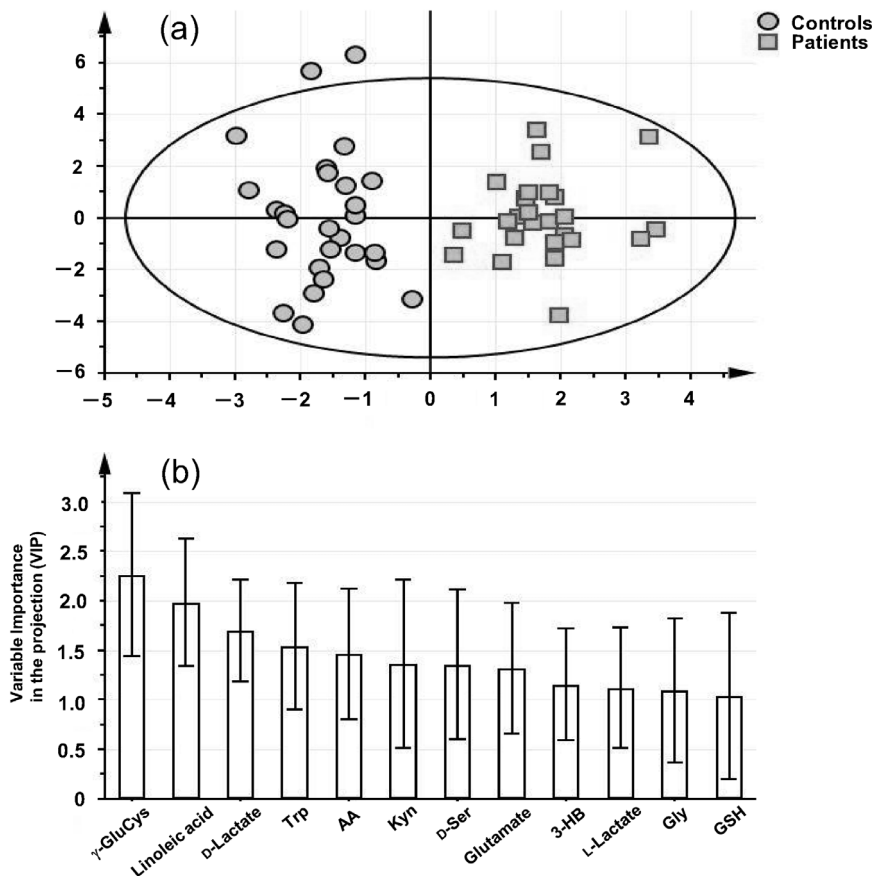 (a)
Controls
Patients
6
4
2
0
−2
−4
−6
−5 −4 −3 −2 −1 0 1 2 3 4
(b)
Variable Importance
in the projection (VIP)
3.0
2.5
2.0
1.5
1.0
0.5
0
γ-GluCys Linoleic acid D-Lactate Trp AA Kyn D-Ser Glutamate 3-HB L-Lactate Gly GSH